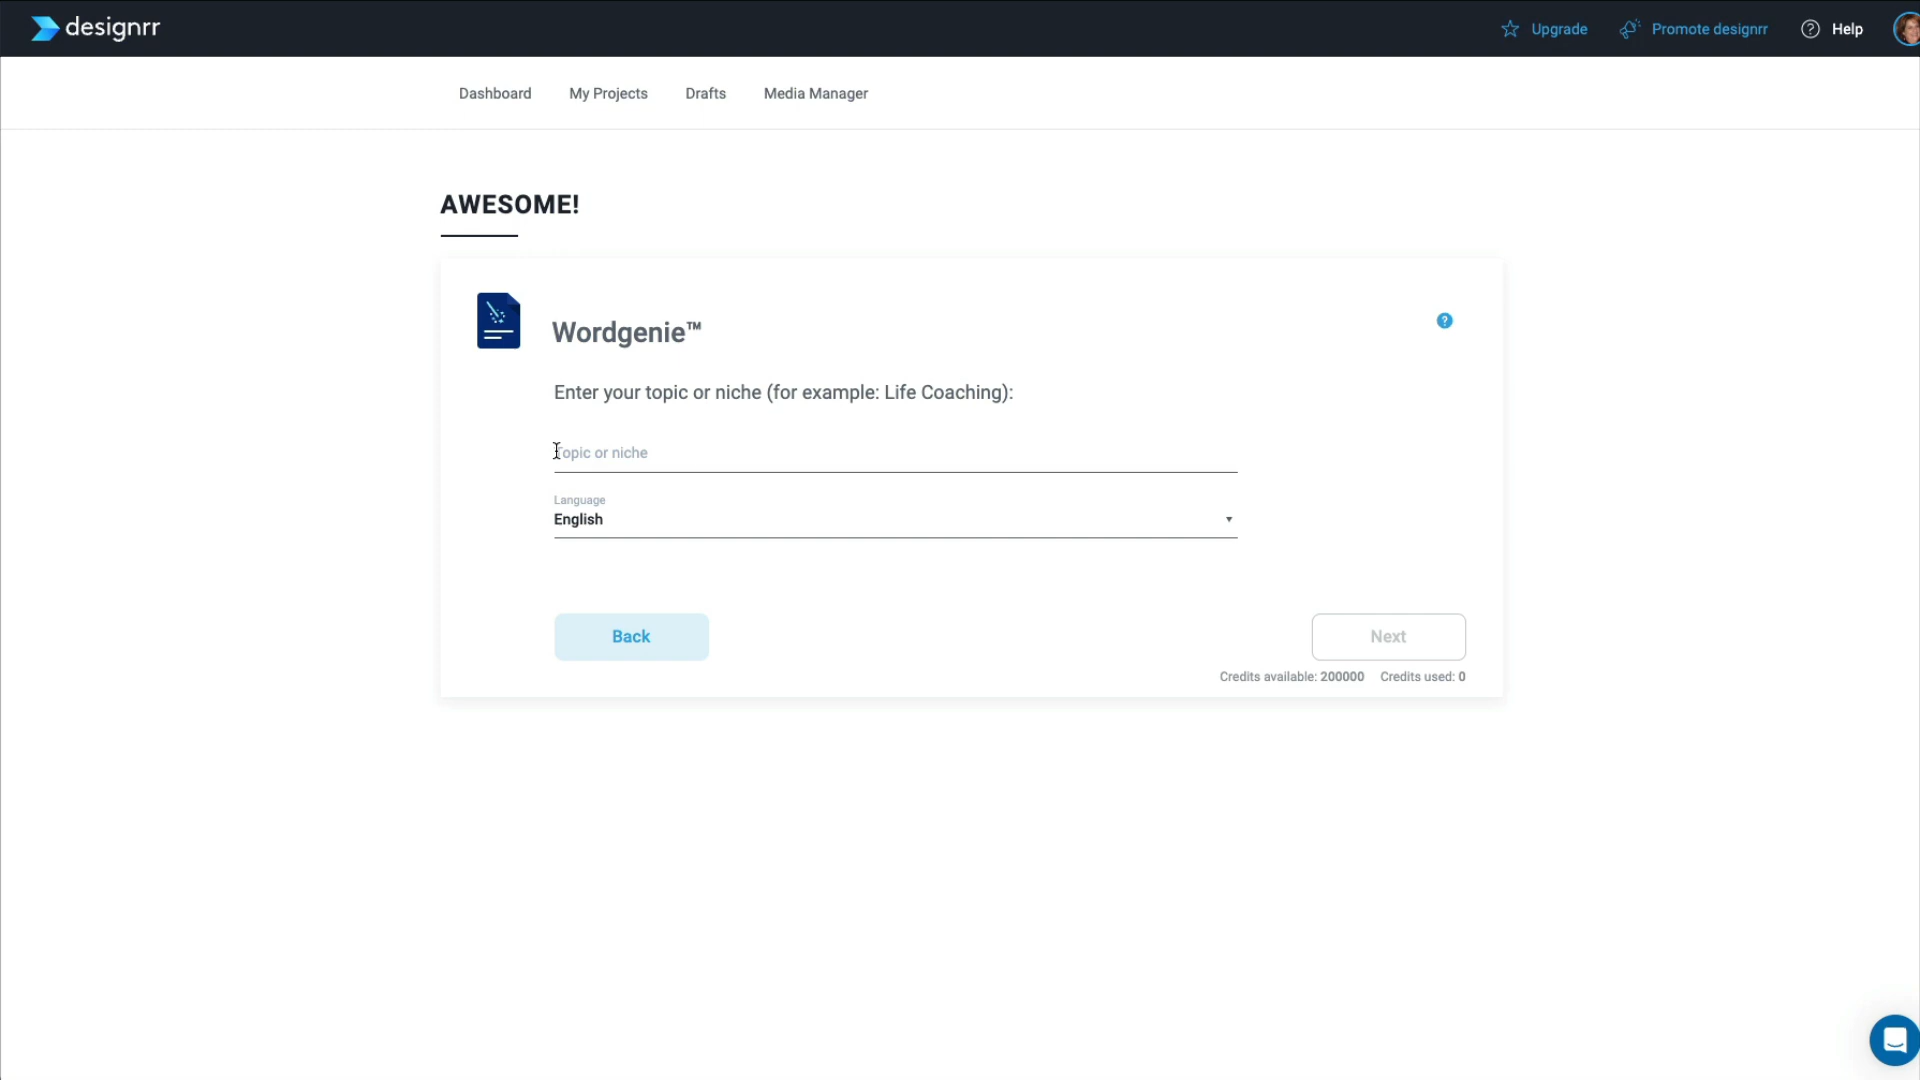 designrr
Upgrade
Promote designrr
? Help
Dashboard
My Projects
Drafts
Media Manager
AWESOME!
Wordgenie™
?
Enter your topic or niche (for example: Life Coaching):
Topic or niche
Language
English
Back
Next
Credits available: 200000 Credits used: 0